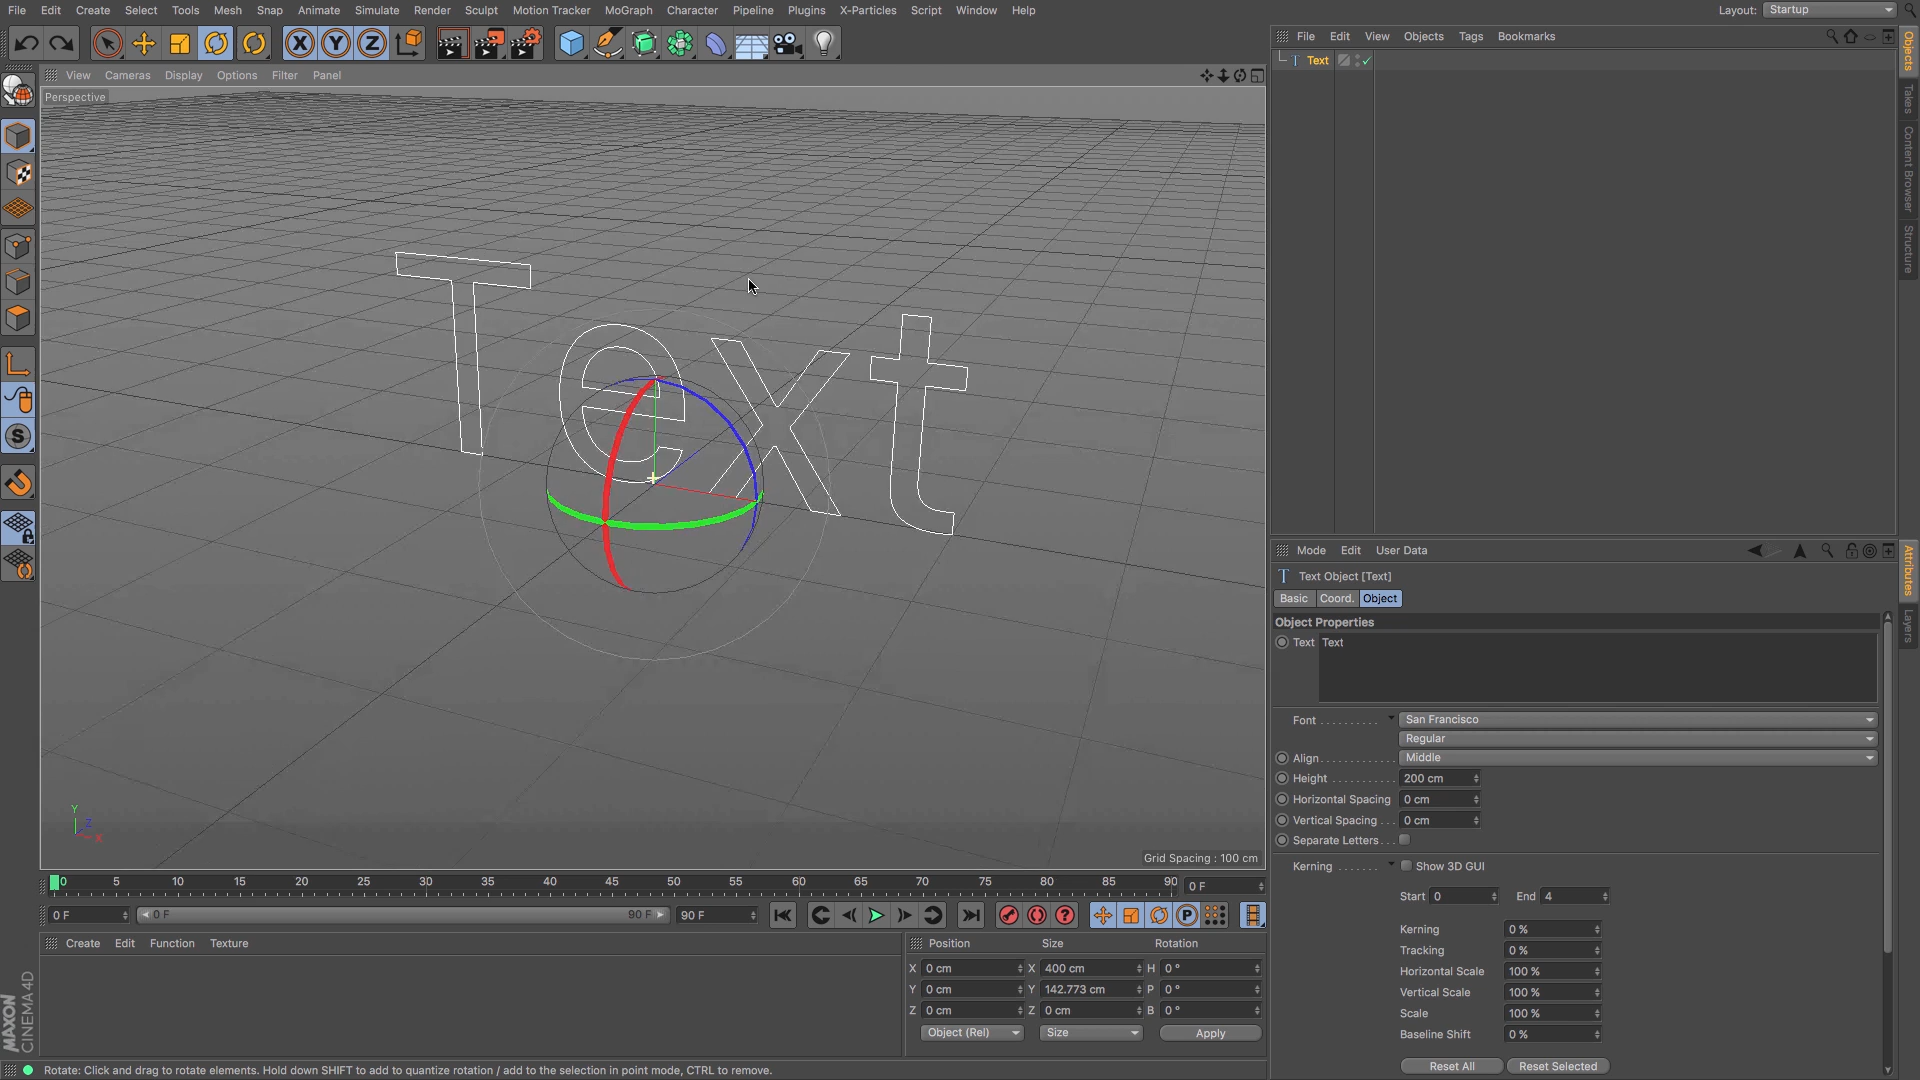 File Edit Create Select Tools Mesh Snap Animate Simulate Render Sculpt Motion Tracker MoGraph Character Pipeline Plugins X-Particles Script Window Help
Layout: Startup
File Edit View Objects Tags Bookmarks
Text
View Cameras Display Options Filter Panel
Perspective
Text
Y
Z
X
Grid Spacing : 100 cm
Objects
Takes
Content Browser
Structure
Mode Edit User Data
Text Object [Text]
Basic Coord. Object
Object Properties
Text Text
Font . . . . . . . . . . San Francisco
Regular
Align. . . . . . . . . . . . . Middle
Height . . . . . . . . . . . 200 cm
Horizontal Spacing 0 cm
Vertical Spacing . . . 0 cm
Separate Letters . . .
Kerning . . . . . . . Show 3D GUI
Start 0 End 4
Kerning 0 %
Tracking 0 %
Horizontal Scale 100 %
Vertical Scale 100 %
Scale 100 %
Baseline Shift 0 %
Reset All Reset Selected
Attributes
Layers
0 5 10 15 20 25 30 35 40 45 50 55 60 65 70 75 80 85 90 0 F
0 F 0 F 90 F 90 F
Create Edit Function Texture
Position Size Rotation
X 0 cm X 400 cm H 0 °
Y 0 cm Y 142.773 cm P 0 °
Z 0 cm Z 0 cm B 0 °
Object (Rel) Size Apply
MAXON
CINEMA 4D
Rotate: Click and drag to rotate elements. Hold down SHIFT to add to quantize rotation / add to the selection in point mode, CTRL to remove.